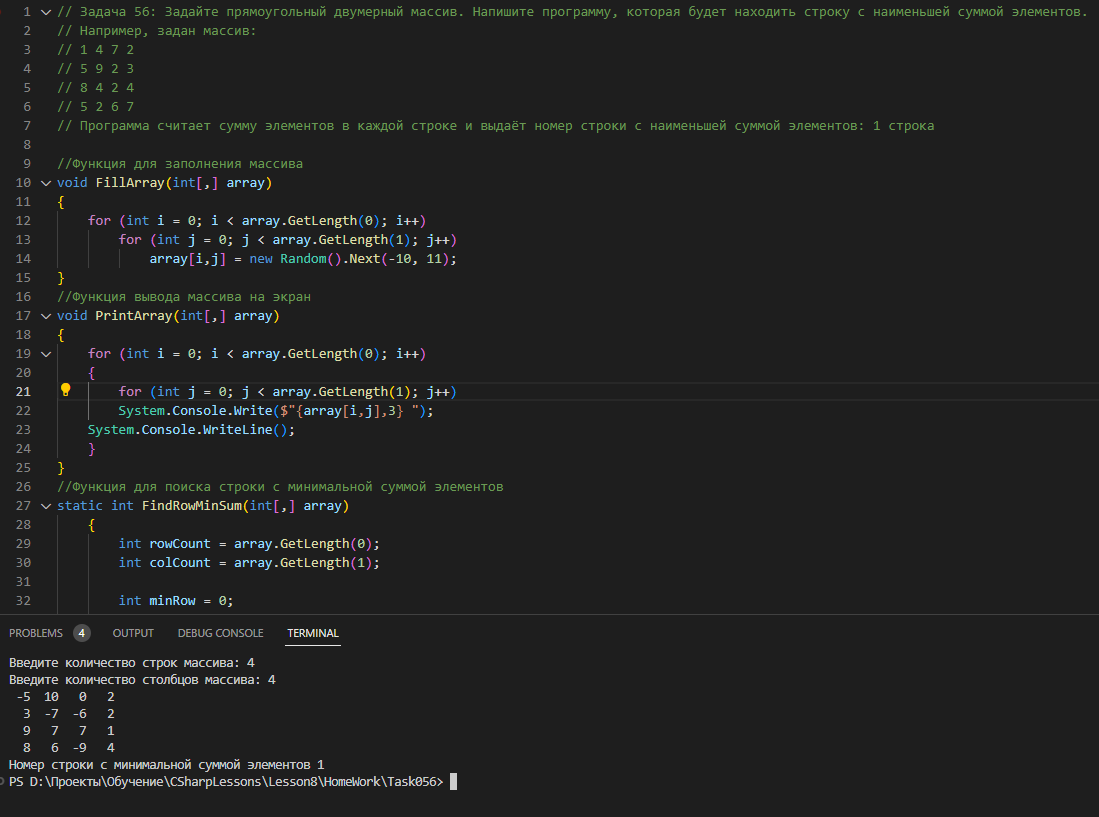 1 // Задача 56: Задайте прямоугольный двумерный массив. Напишите программу, которая будет находить строку с наименьшей суммой элементов.
2 // Например, задан массив:
3 // 1 4 7 2
4 // 5 9 2 3
5 // 8 4 2 4
6 // 5 2 6 7
7 // Программа считает сумму элементов в каждой строке и выдаёт номер строки с наименьшей суммой элементов: 1 строка
8
9 //Функция для заполнения массива
10 void FillArray(int[,] array)
11 {
12 for (int i = 0; i < array.GetLength(0); i++)
13 for (int j = 0; j < array.GetLength(1); j++)
14 array[i,j] = new Random().Next(-10, 11);
15 }
16 //Функция вывода массива на экран
17 void PrintArray(int[,] array)
18 {
19 for (int i = 0; i < array.GetLength(0); i++)
20 {
21 for (int j = 0; j < array.GetLength(1); j++)
22 System.Console.Write($"{array[i,j],3} ");
23 System.Console.WriteLine();
24 }
25 }
26 //Функция для поиска строки с минимальной суммой элементов
27 static int FindRowMinSum(int[,] array)
28 {
29 int rowCount = array.GetLength(0);
30 int colCount = array.GetLength(1);
31
32 int minRow = 0;
PROBLEMS 4 OUTPUT DEBUG CONSOLE TERMINAL
Введите количество строк массива: 4
Введите количество столбцов массива: 4
-5 10 0 2
3 -7 -6 2
9 7 7 1
8 6 -9 4
Номер строки с минимальной суммой элементов 1
PS D:\Проекты\Обучение\CSharpLessons\Lesson8\HomeWork\Task056>